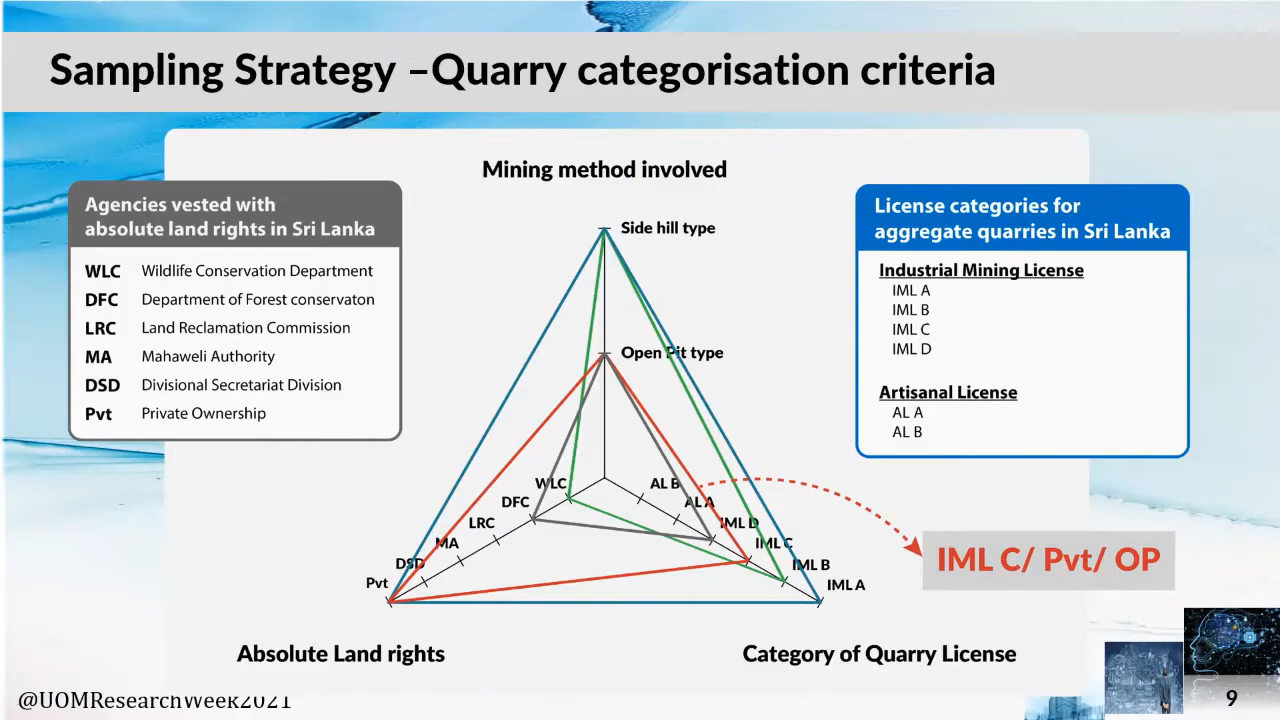 Sampling Strategy –Quarry categorisation criteria
Mining method involved
Agencies vested with
absolute land rights in Sri Lanka
WLC Wildlife Conservation Department
DFC Department of Forest conservaton
LRC Land Reclamation Commission
MA Mahaweli Authority
DSD Divisional Secretariat Division
Pvt Private Ownership
License categories for
aggregate quarries in Sri Lanka
Industrial Mining License
IML A
IML B
IML C
IML D
Artisanal License
AL A
AL B
Side hill type
Open Pit type
WLC
DFC
LRC
MA
DSD
Pvt
AL B
AL A
IML D
IML C
IML B
IML A
IML C/ Pvt/ OP
Absolute Land rights
Category of Quarry License
@UOMResearchWeek2021
9